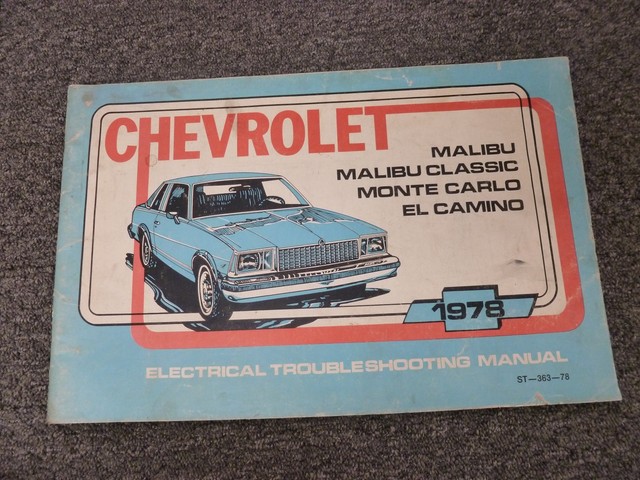 CHEVROLET
MALIBU
MALIBU CLASSIC
MONTE CARLO
EL CAMINO
1978
ELECTRICAL TROUBLESHOOTING MANUAL
ST-363-78